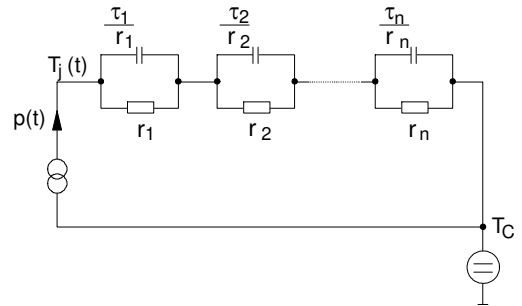 τ1 τ2 τn
r1 r2 rn
Tj (t)
r1 r2 rn
p(t)
TC